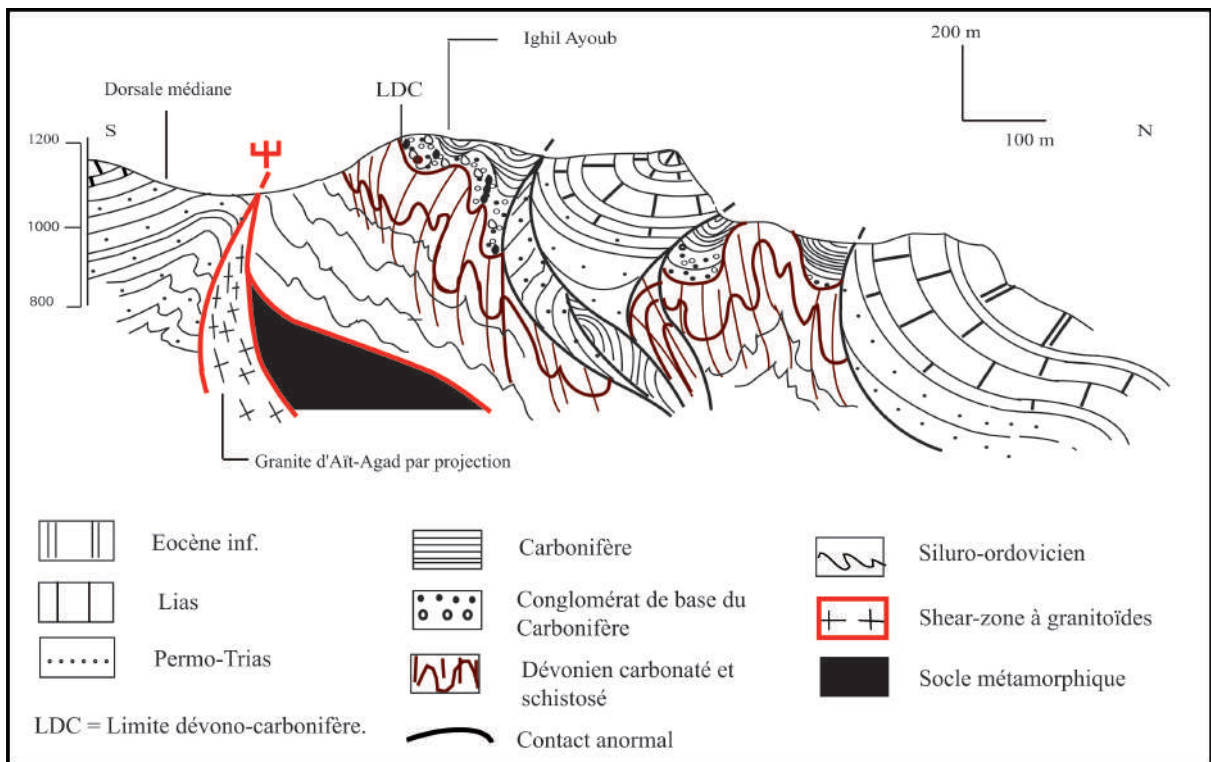 Ighil Ayoub
200 m
Dorsale médiane
LDC
S
N
1200
100 m
1000
800
Granite d'Aït-Agad par projection
Eocène inf.
Carbonifère
Siluro-ordovicien
Lias
Conglomérat de base du
Carbonifère
Shear-zone à granitoïdes
Permo-Trias
Dévonien carbonaté et
schistosé
Socle métamorphique
LDC = Limite dévono-carbonifère.
Contact anormal